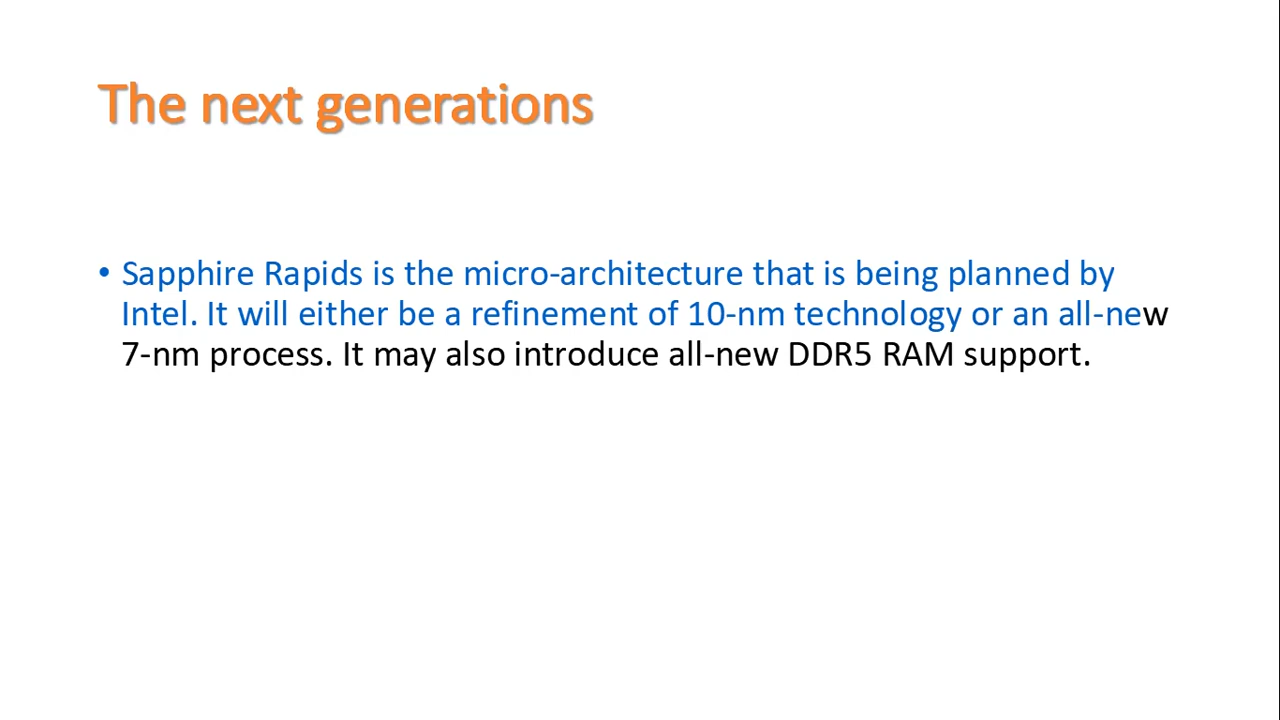 The next generations
• Sapphire Rapids is the micro-architecture that is being planned by
Intel. It will either be a refinement of 10-nm technology or an all-new
7-nm process. It may also introduce all-new DDR5 RAM support.